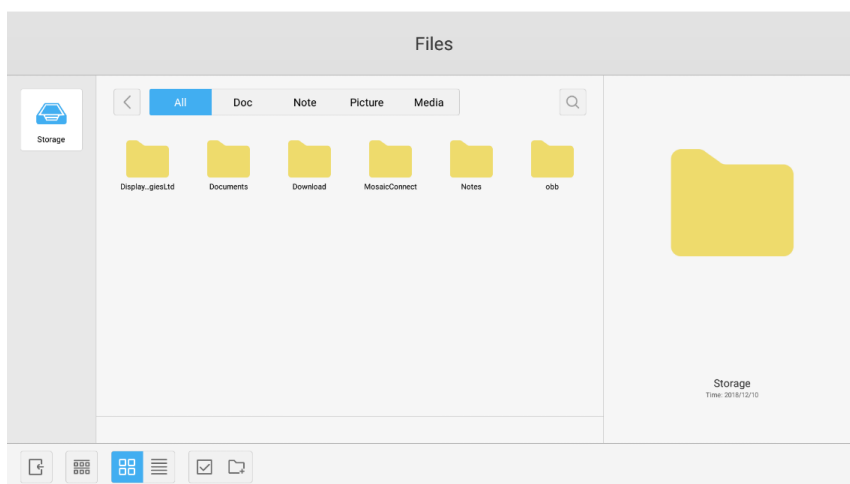 Files
All Doc Note Picture Media
Storage
Display..giesLtd Documents Download MosaicConnect Notes obb
Storage
Time: 2018/12/10